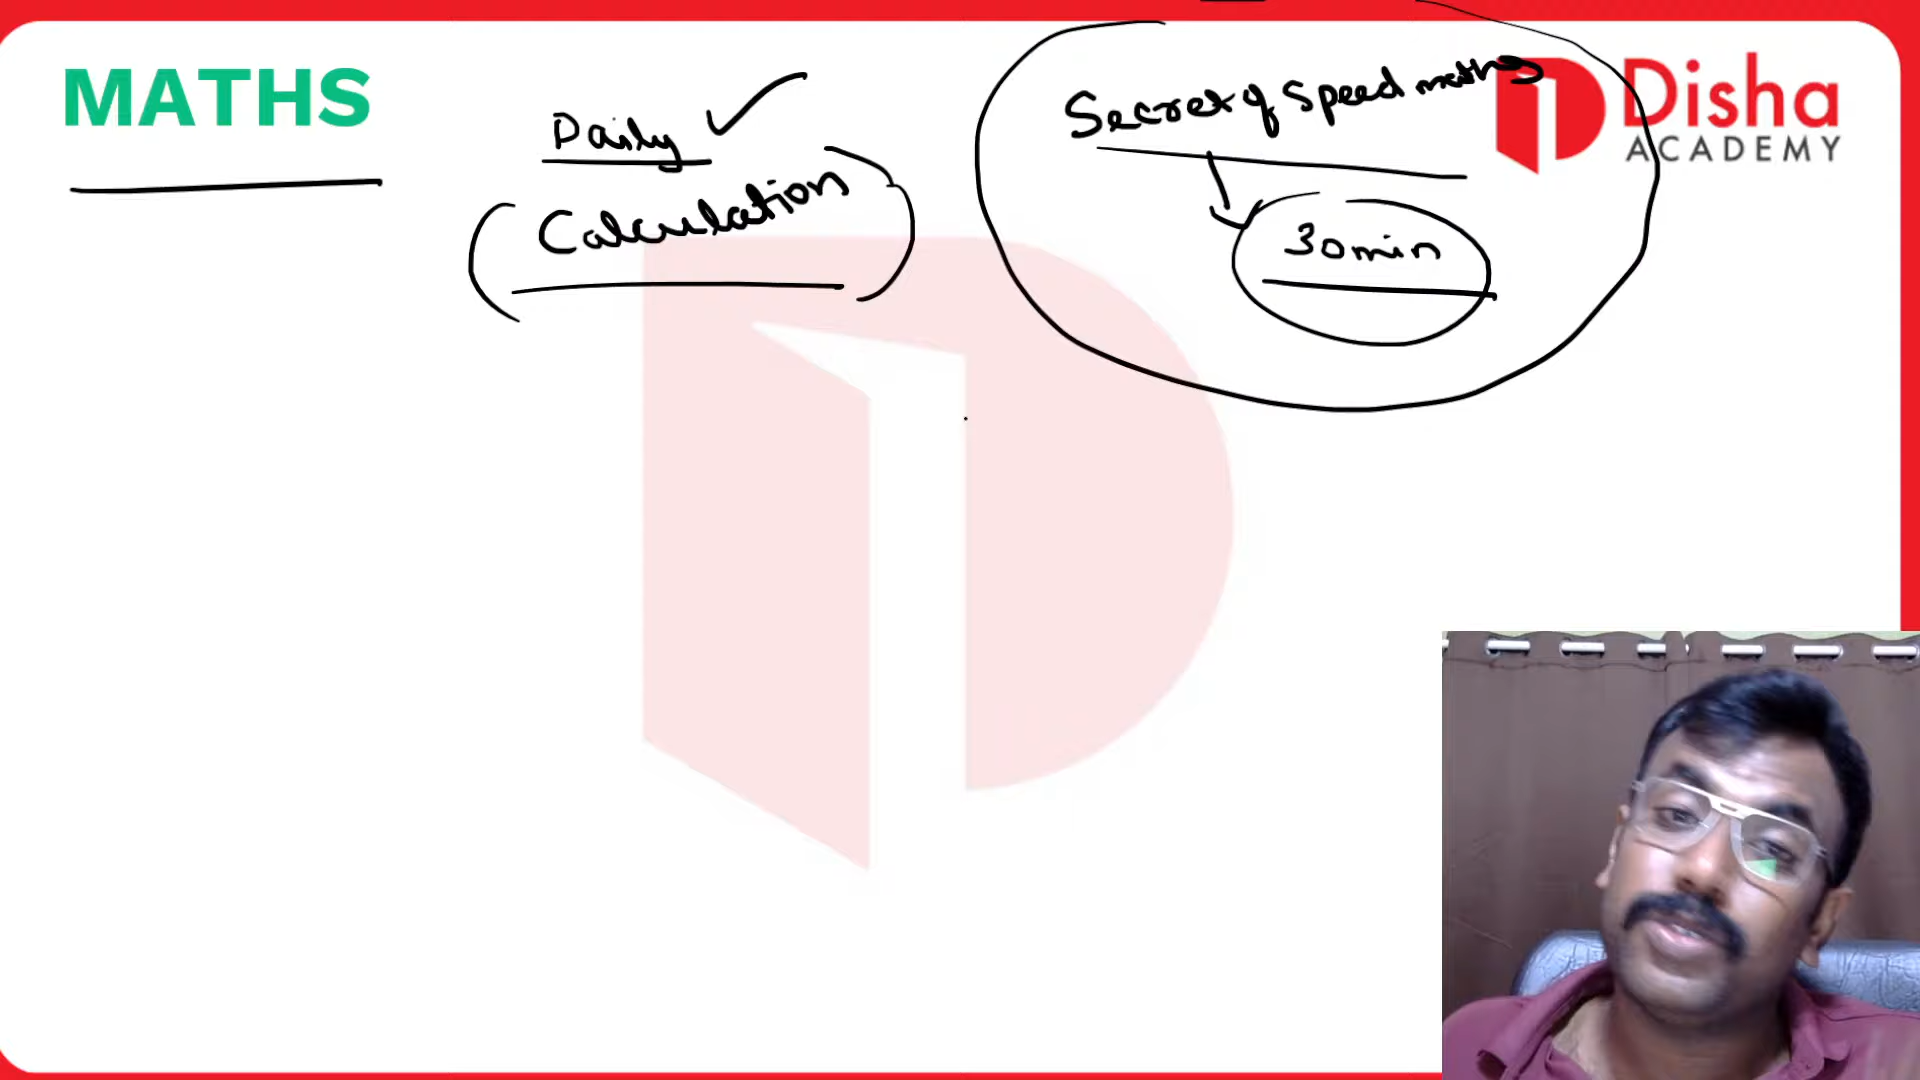 MATHS
Daily
Calculation
Secret of Speed maths
30min
Disha
ACADEMY